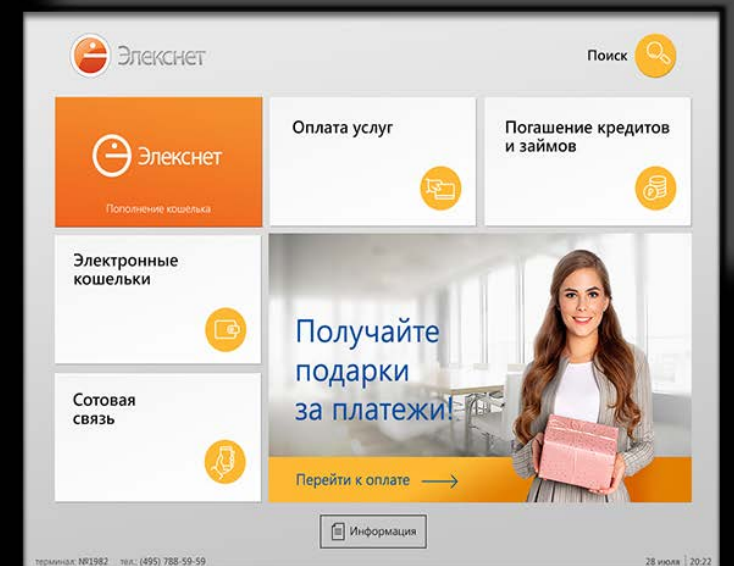 Элекснет
Поиск
Элекснет
Пополнение кошелька
Оплата услуг
Погашение кредитов
и займов
Электронные
кошельки
Получайте
подарки
за платежи!
Перейти к оплате
Сотовая
связь
Информация
терминал: №1982 тел.: (495) 788-59-59
28 июля 20:22